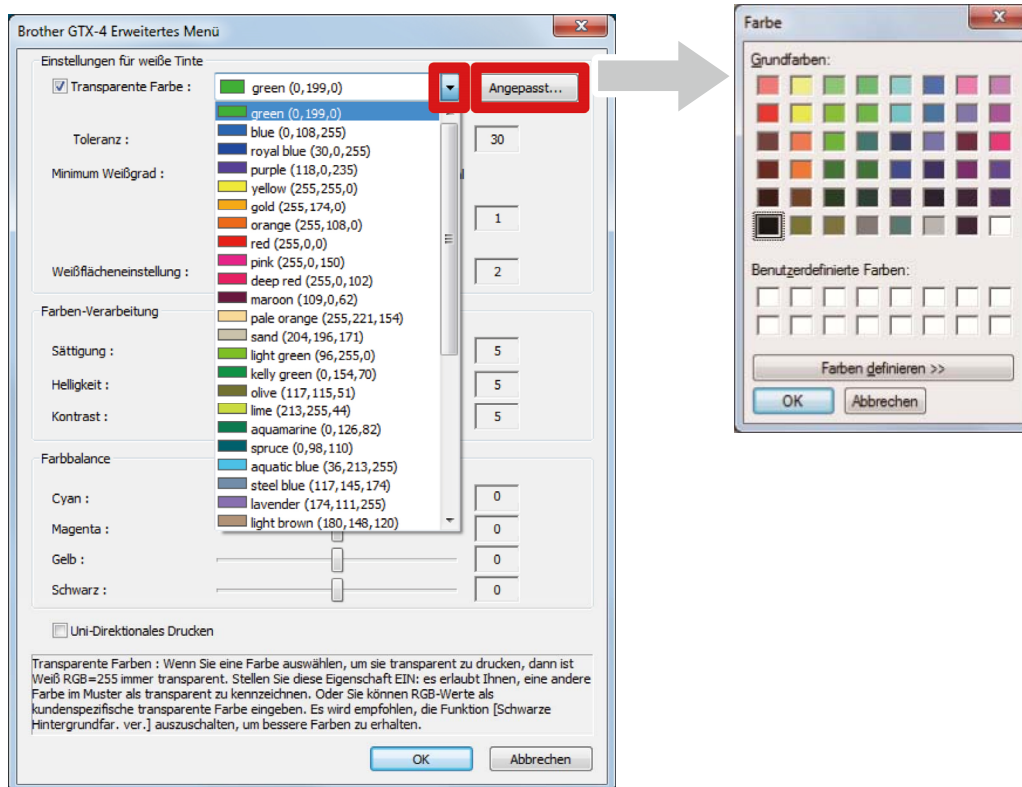 Brother GTX-4 Erweitertes Menü
Einstellungen für weiße Tinte
Transparente Farbe :
green (0,199,0)
Angepasst...
green (0,199,0)
blue (0,108,255)
royal blue (30,0,255)
purple (118,0,235)
yellow (255,255,0)
gold (255,174,0)
orange (255,108,0)
red (255,0,0)
pink (255,0,150)
deep red (255,0,102)
maroon (109,0,62)
pale orange (255,221,154)
sand (204,196,171)
light green (96,255,0)
kelly green (0,154,70)
olive (117,115,51)
lime (213,255,44)
aquamarine (0,126,82)
spruce (0,98,110)
aquatic blue (36,213,255)
steel blue (117,145,174)
lavender (174,111,255)
light brown (180,148,120)
Toleranz :
30
Minimum Weißgrad :
1
Weißflächeneinstellung :
2
Farben-Verarbeitung
Sättigung :
5
Helligkeit :
5
Kontrast :
5
Farbbalance
Cyan :
0
Magenta :
0
Gelb :
0
Schwarz :
0
Uni-Direktionales Drucken
Transparente Farben : Wenn Sie eine Farbe auswählen, um sie transparent zu drucken, dann ist
Weiß RGB=255 immer transparent. Stellen Sie diese Eigenschaft EIN: es erlaubt Ihnen, eine andere
Farbe im Muster als transparent zu kennzeichnen. Oder Sie können RGB-Werte als
kundenspezifische transparente Farbe eingeben. Es wird empfohlen, die Funktion [Schwarze
Hintergrundfar. ver.] auszuschalten, um bessere Farben zu erhalten.
OK
Abbrechen
Farbe
Grundfarben:
Benutzerdefinierte Farben:
Farben definieren >>
OK
Abbrechen